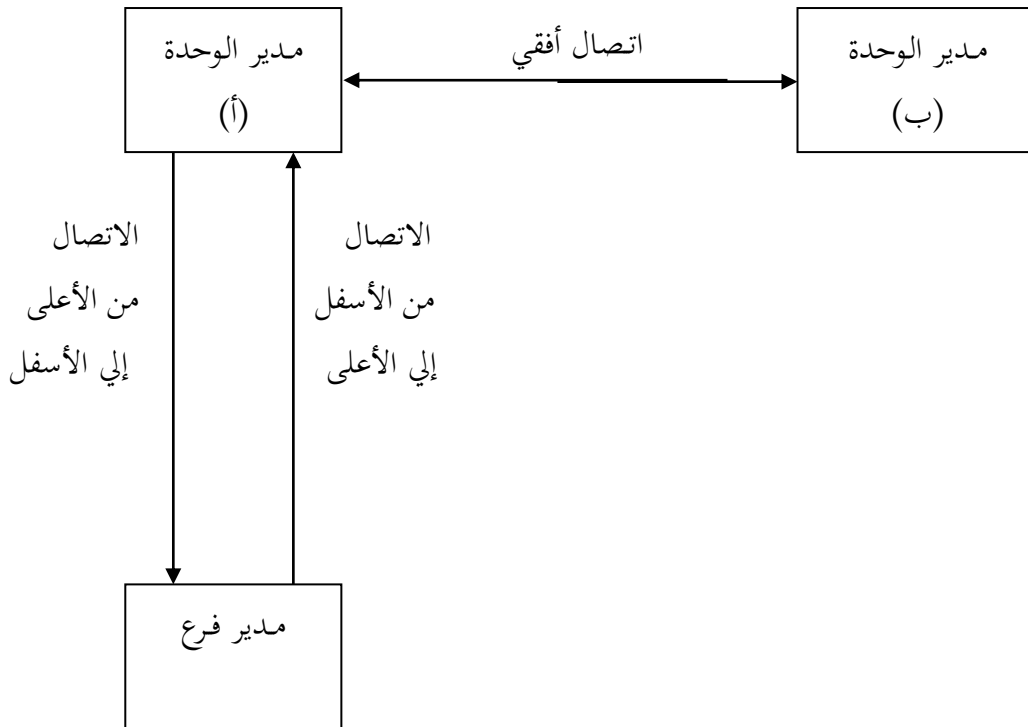 مدير الوحدة
(ب)
اتصال أفقي
مدير الوحدة
(أ)
الاتصال
من الأسفل
إلي الأعلى
الاتصال
من الأعلى
إلي الأسفل
مدير فرع